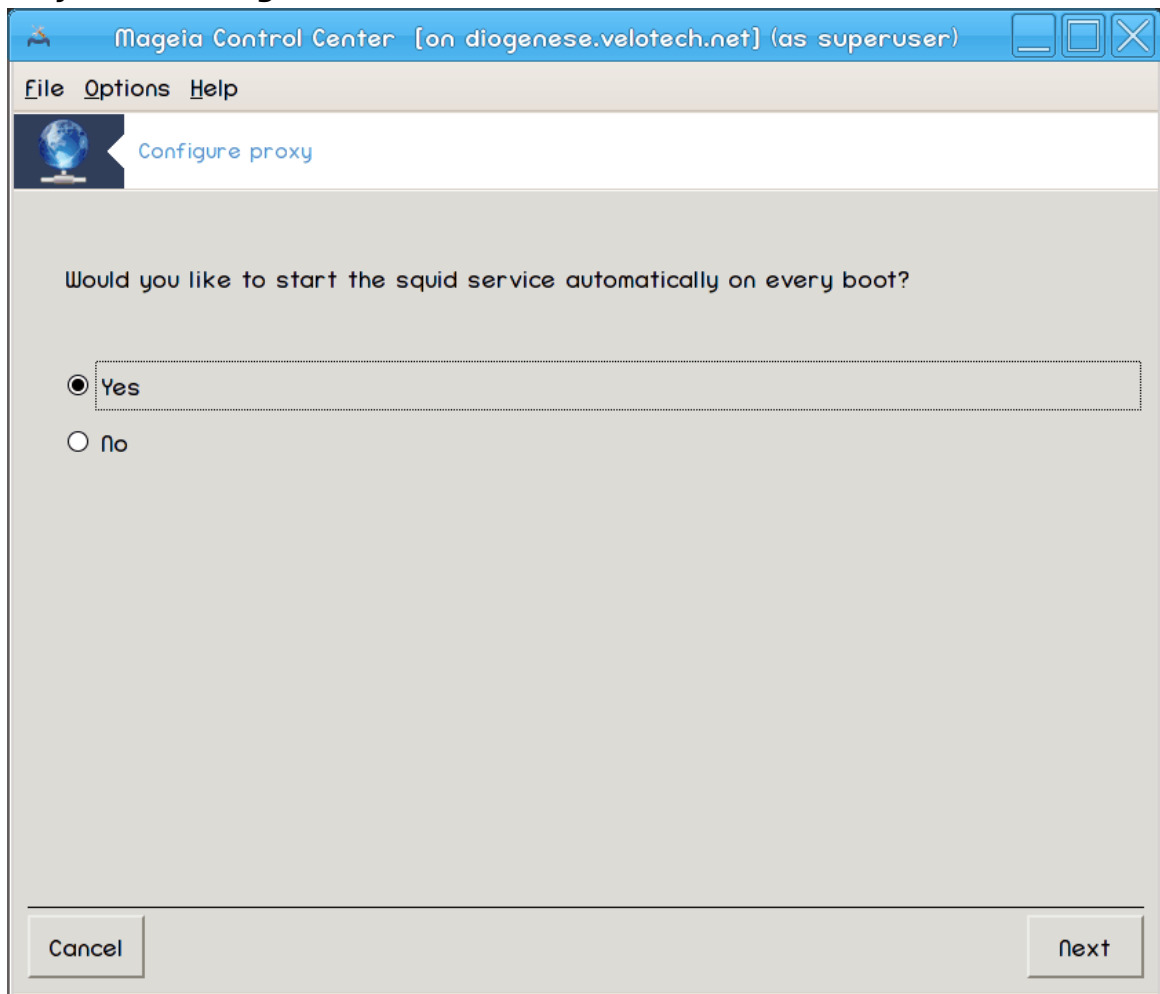 Mageia Control Center [on diogenese.velotech.net] (as superuser)
File Options Help
Configure proxy
Would you like to start the squid service automatically on every boot?
Yes
No
Cancel Next